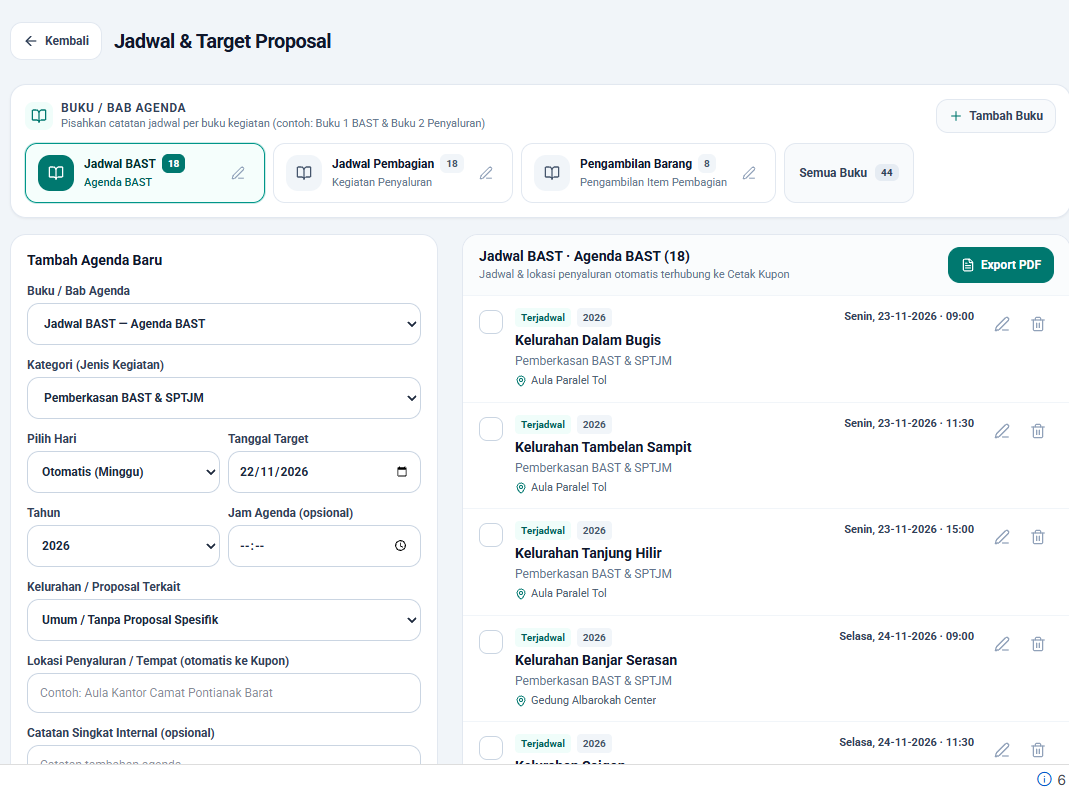 Kembali
Jadwal & Target Proposal
BUKU / BAB AGENDA
Pisahkan catatan jadwal per buku kegiatan (contoh: Buku 1 BAST & Buku 2 Penyaluran)
Tambah Buku
Jadwal BAST 18
Agenda BAST
Jadwal Pembagian 18
Kegiatan Penyaluran
Pengambilan Barang 8
Pengambilan Item Pembagian
Semua Buku 44
Tambah Agenda Baru
Buku / Bab Agenda
Jadwal BAST — Agenda BAST
Kategori (Jenis Kegiatan)
Pemberkasan BAST & SPTJM
Pilih Hari
Otomatis (Minggu)
Tanggal Target
22/11/2026
Tahun
2026
Jam Agenda (opsional)
--:--
Kelurahan / Proposal Terkait
Umum / Tanpa Proposal Spesifik
Lokasi Penyaluran / Tempat (otomatis ke Kupon)
Contoh: Aula Kantor Camat Pontianak Barat
Catatan Singkat Internal (opsional)
Catatan tambahan agenda
Jadwal BAST · Agenda BAST (18)
Jadwal & lokasi penyaluran otomatis terhubung ke Cetak Kupon
Export PDF
Terjadwal 2026
Senin, 23-11-2026 · 09:00
Kelurahan Dalam Bugis
Pemberkasan BAST & SPTJM
Aula Paralel Tol
Terjadwal 2026
Senin, 23-11-2026 · 11:30
Kelurahan Tambelan Sampit
Pemberkasan BAST & SPTJM
Aula Paralel Tol
Terjadwal 2026
Senin, 23-11-2026 · 15:00
Kelurahan Tanjung Hilir
Pemberkasan BAST & SPTJM
Aula Paralel Tol
Terjadwal 2026
Selasa, 24-11-2026 · 09:00
Kelurahan Banjar Serasan
Pemberkasan BAST & SPTJM
Gedung Albarokah Center
Terjadwal 2026
Selasa, 24-11-2026 · 11:30
Kelurahan Saigon
6